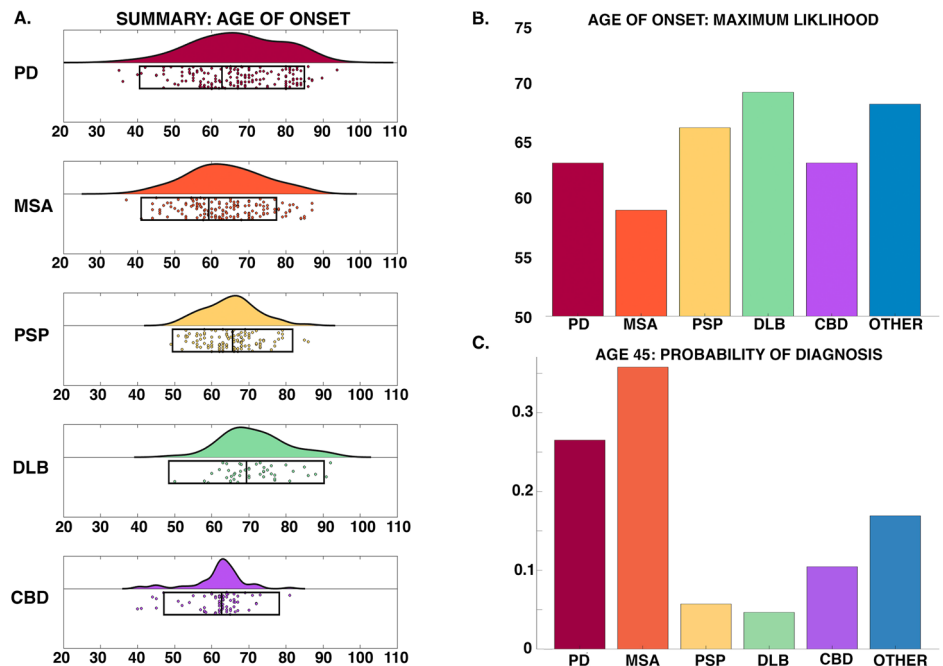 A.
SUMMARY: AGE OF ONSET
PD
20 30 40 50 60 70 80 90 100 110
MSA
20 30 40 50 60 70 80 90 100 110
PSP
20 30 40 50 60 70 80 90 100 110
DLB
20 30 40 50 60 70 80 90 100 110
CBD
20 30 40 50 60 70 80 90 100 110
B.
AGE OF ONSET: MAXIMUM LIKLIHOOD
75
70
65
60
55
50
PD MSA PSP DLB CBD OTHER
C.
AGE 45: PROBABILITY OF DIAGNOSIS
0.3
0.2
0.1
0
PD MSA PSP DLB CBD OTHER